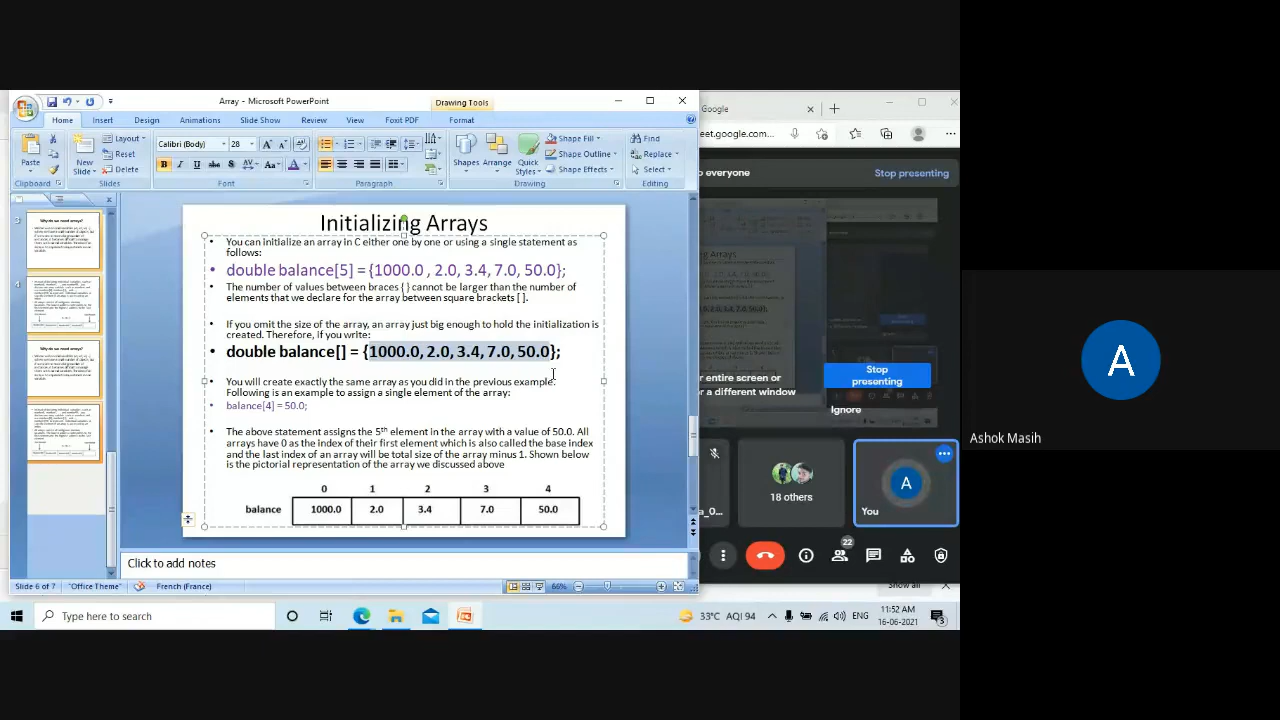 Array - Microsoft PowerPoint
Drawing Tools
Home Insert Design Animations Slide Show Review View Foxit PDF Format
Paste
Clipboard
New
Slide
Layout
Reset
Delete
Slides
Calibri (Body) 28
B I U abe S AV Aa A
Font
Paragraph
Shapes Arrange Quick
Styles
Shape Fill
Shape Outline
Shape Effects
Drawing
Find
Replace
Select
Editing
Initializing Arrays
• You can initialize an array in C either one by one or using a single statement as
follows:
• double balance[5] = {1000.0 , 2.0, 3.4, 7.0, 50.0};
The number of values between braces { } cannot be larger than the number of
elements that we declare for the array between square brackets [ ].
• If you omit the size of the array, an array just big enough to hold the initialization is
created. Therefore, if you write:
• double balance[] = {1000.0, 2.0, 3.4, 7.0, 50.0};
• You will create exactly the same array as you did in the previous example.
Following is an example to assign a single element of the array:
• balance[4] = 50.0;
• The above statement assigns the 5th element in the array with a value of 50.0. All
arrays have 0 as the index of their first element which is also called the base index
and the last index of an array will be total size of the array minus 1. Shown below
is the pictorial representation of the array we discussed above
0 1 2 3 4
balance 1000.0 2.0 3.4 7.0 50.0
Click to add notes
Slide 6 of 7 "Office Theme" French (France) 66%
Google
eet.google.com...
o everyone
Stop presenting
r entire screen or
r a different window
Stop
presenting
Ignore
a_0...
18 others
A
You
22
Show all
Type here to search
33°C AQI 94
ENG
11:52 AM
16-06-2021
3
A
Ashok Masih